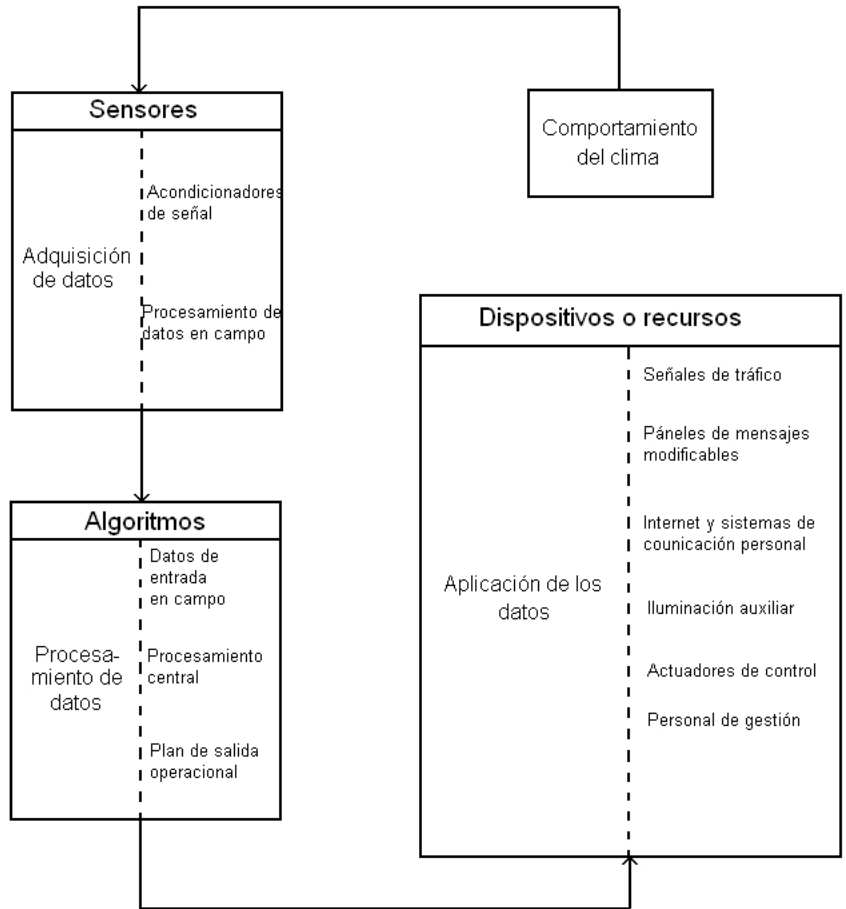 Sensores
Adquisición
de datos
Acondicionadores
de señal
Procesamiento de
datos en campo
Comportamiento
del clima
Algoritmos
Procesa-
miento de
datos
Datos de
entrada
en campo
Procesamiento
central
Plan de salida
operacional
Dispositivos o recursos
Aplicación de los
datos
Señales de tráfico
Páneles de mensajes
modificables
Internet y sistemas de
counicación personal
Iluminación auxiliar
Actuadores de control
Personal de gestión